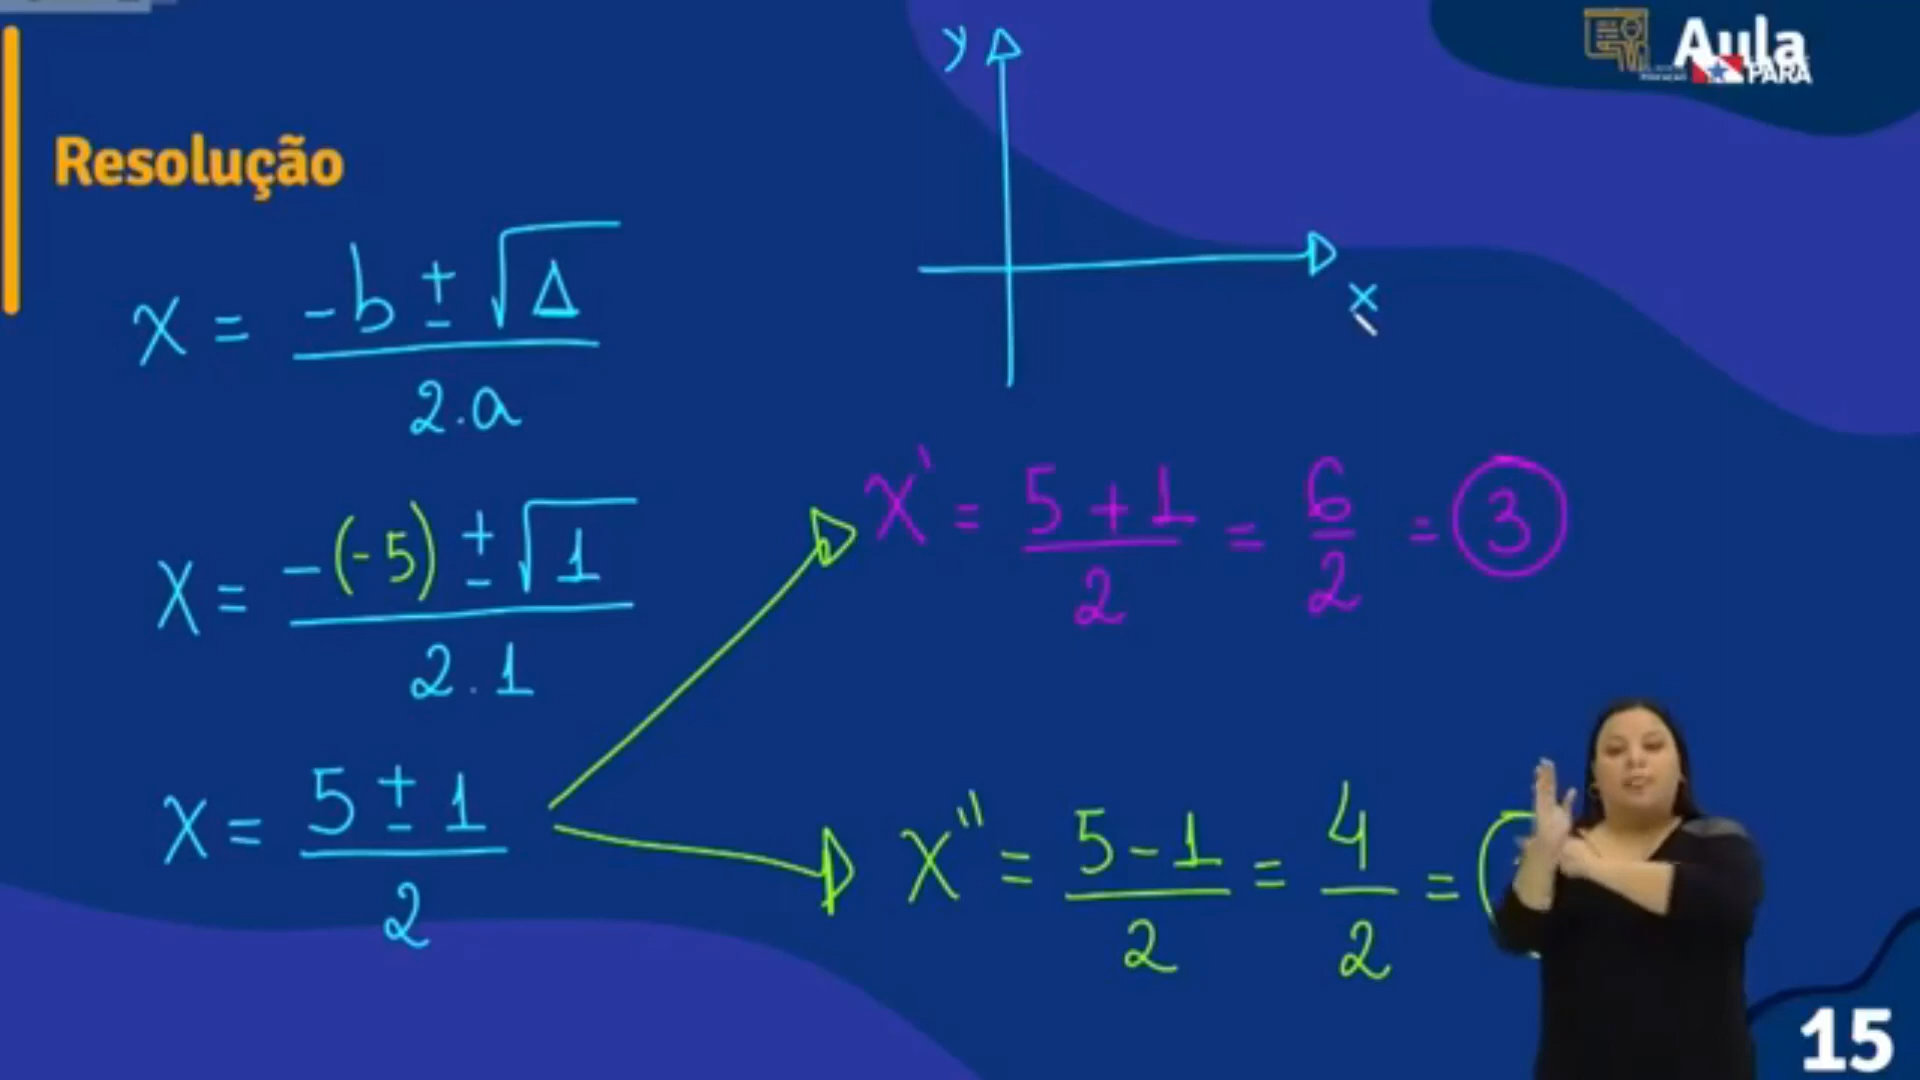 Aula
PARÁ
Resolução
y
x
X = -b ± √Δ / 2.a
X = -(-5) ± √1 / 2.1
X = 5 ± 1 / 2
X' = 5 + 1 / 2 = 6 / 2 = 3
X'' = 5 - 1 / 2 = 4 / 2 =
15